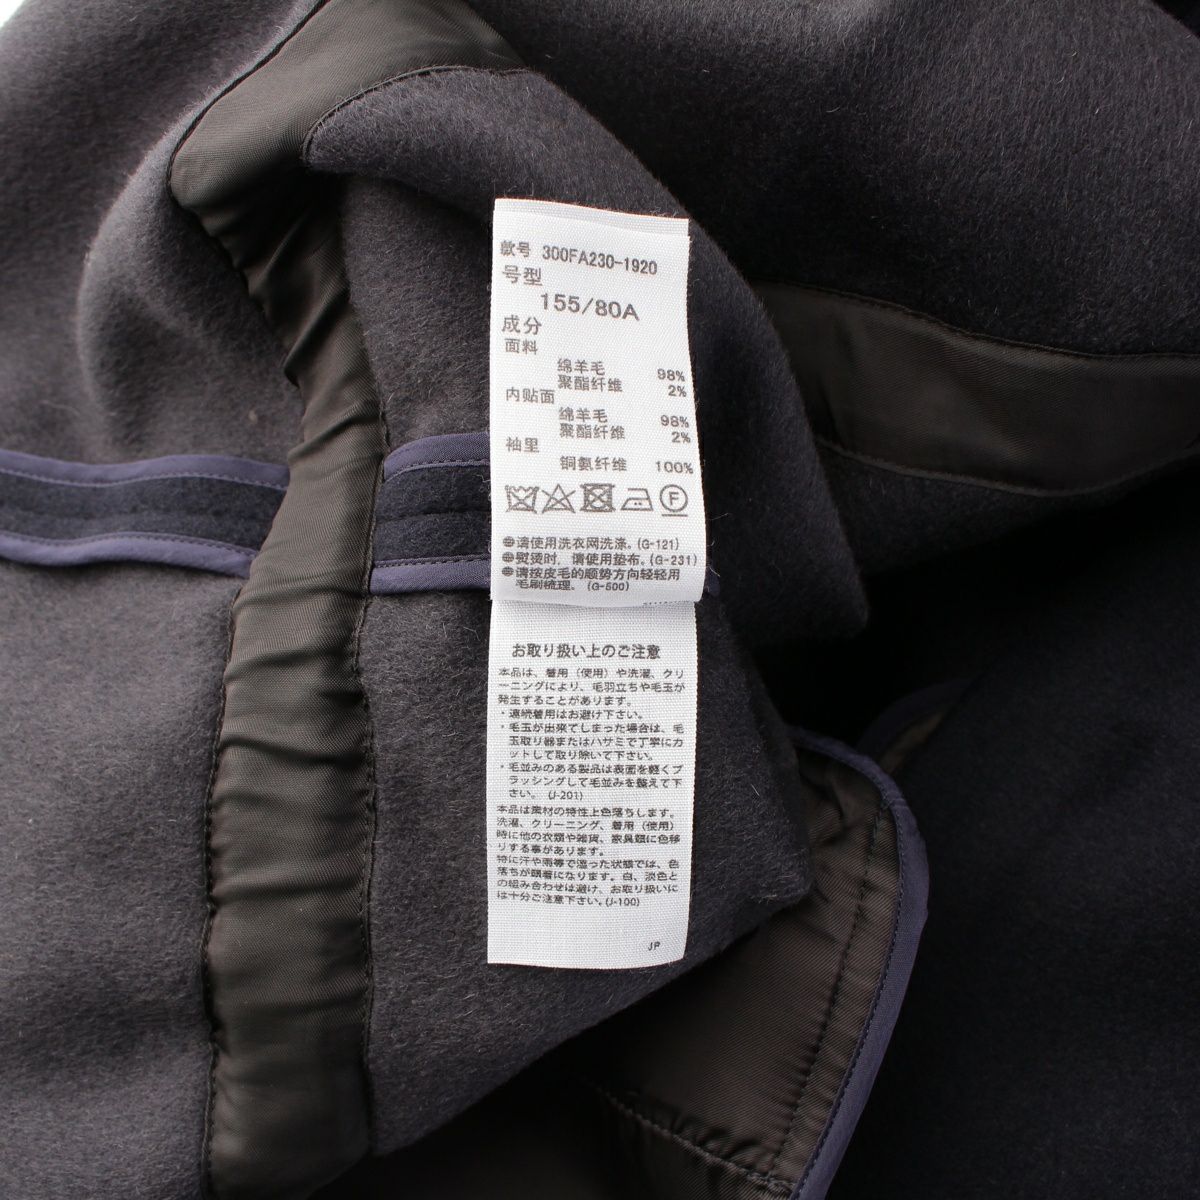 款号 300FA230-1920
号型
155/80A
成分
面料
绵羊毛 98%
聚酯纤维 2%
内贴面
绵羊毛 98%
聚酯纤维 2%
袖里
铜氨纤维 100%
F
●请使用洗衣网洗涤。(G-121)
●熨烫时，请使用垫布。(G-231)
●请按皮毛的顺势方向轻轻用
毛刷梳理。(G-500)
お取り扱い上のご注意
本品は、着用（使用）や洗濯、クリ
ーニングにより、毛羽立ちや毛玉が
発生することがあります。
・連続着用はお避け下さい。
・毛玉が出来てしまった場合は、毛
玉取り器またはハサミで丁寧にカ
ットして取り除いて下さい。
・毛並みのある製品は表面を軽くブ
ラッシングして毛並みを整えて下
さい。(J-201)
本品は素材の特性上色落ちします。
洗濯、クリーニング、着用（使用）
時に他の衣類や雑貨、家具類に色移
りする事があります。
特に汗や雨等で湿った状態では、色
落ちが顕著になります。白、淡色と
の組み合わせは避け、お取り扱いに
は十分ご注意下さい。(J-100)
JP